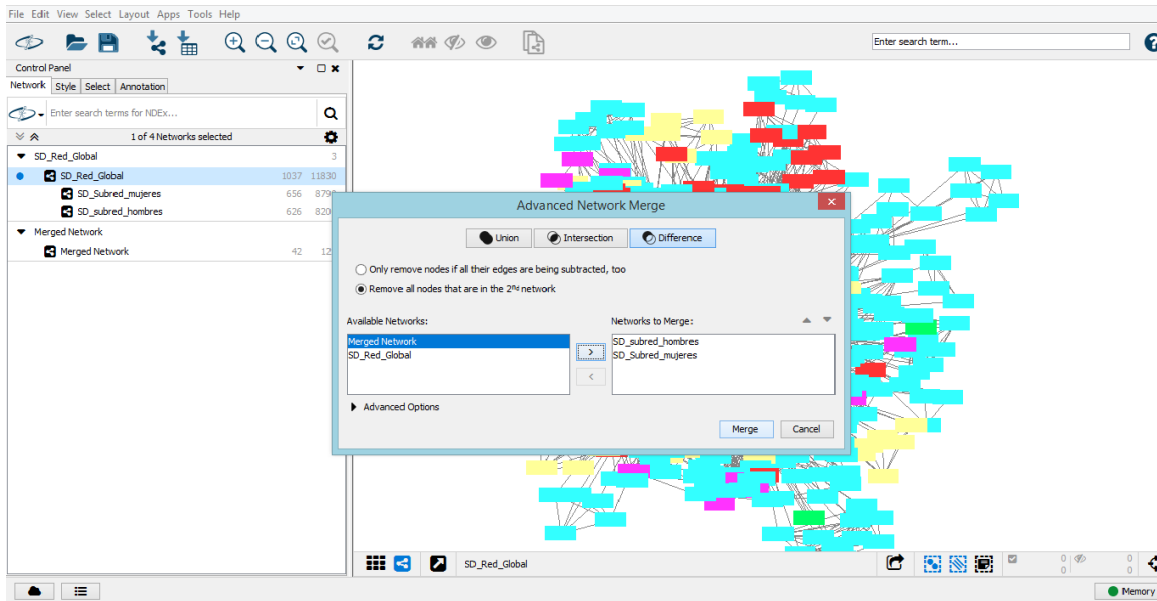 File Edit View Select Layout Apps Tools Help
Enter search term...
Control Panel
Network Style Select Annotation
Enter search terms for NDEx...
1 of 4 Networks selected
SD_Red_Global 3
SD_Red_Global 1037 11830
SD_Subred_mujeres 656
SD_subred_hombres 626
Merged Network
Merged Network 42
Advanced Network Merge
Union Intersection Difference
Only remove nodes if all their edges are being subtracted, too
Remove all nodes that are in the 2nd network
Available Networks: Networks to Merge:
Merged Network SD_subred_hombres
SD_Red_Global SD_Subred_mujeres
> 
<
Advanced Options
Merge Cancel
SD_Red_Global 0 0 0 0
Memory